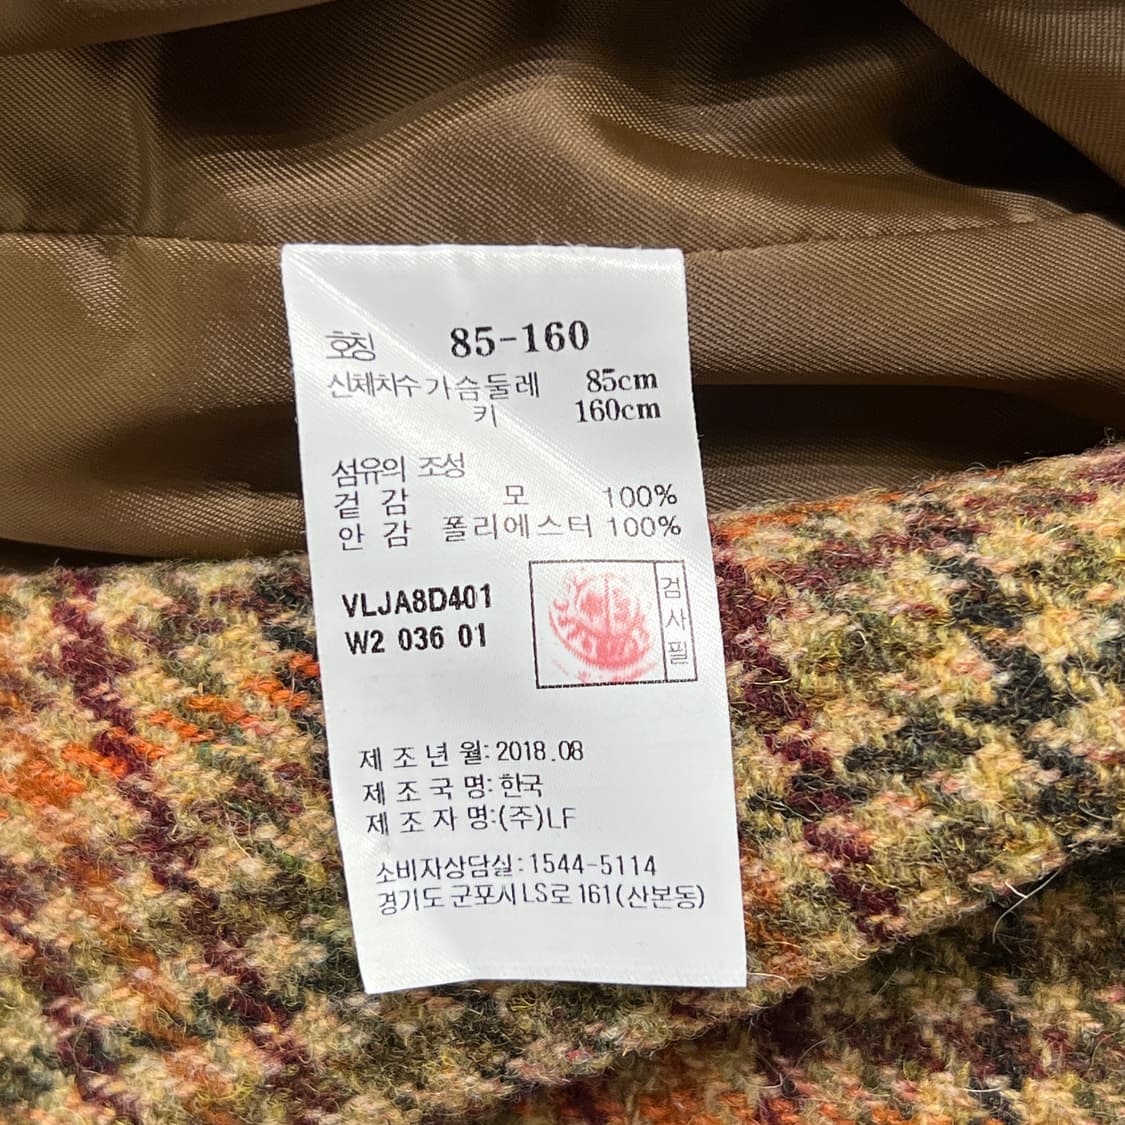 호칭 85-160
신체치수 가슴둘레 85cm
키 160cm
섬유의 조성
겉 감 모 100%
안 감 폴리에스터 100%
VLJA8D401
W2 036 01
검사필
제 조 년 월: 2018.08
제 조 국 명: 한국
제 조 자 명:(주)LF
소비자상담실: 1544-5114
경기도 군포시 LS로 161(산본동)